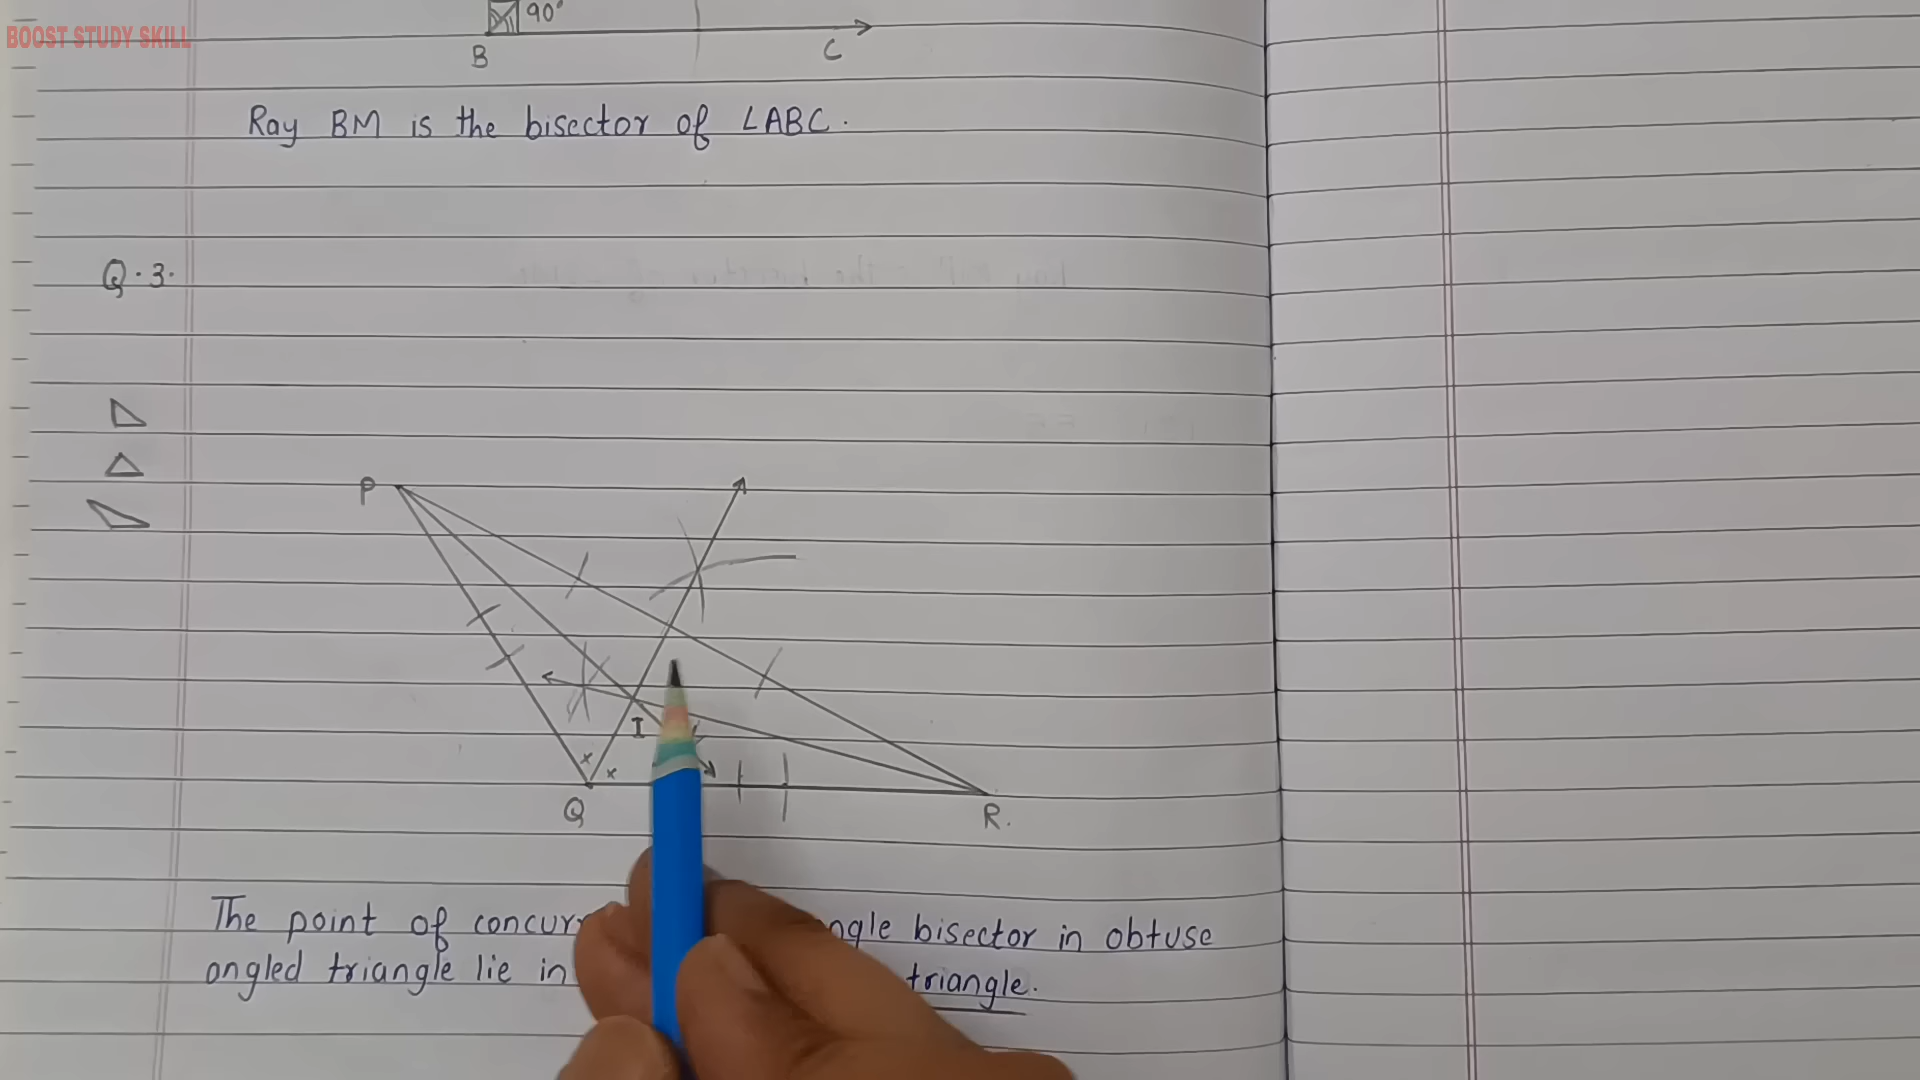 BOOST STUDY SKILL
90°
B
C
Ray BM is the bisector of ∠ABC.
Q.3.
P
I
x
x
Q
R.
The point of ngle bisector in obtuse
angled triangle lie in triangle.